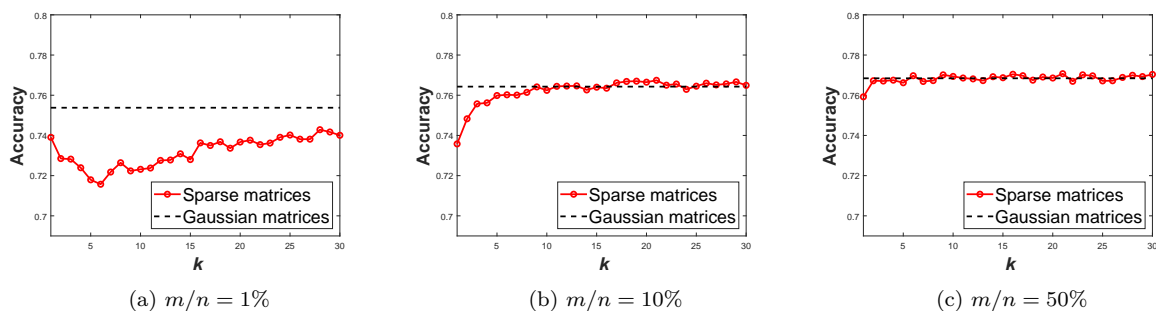 0.8
0.78
0.76
0.74
0.72
0.7
Accuracy
5 10 15 20 25 30
k
Sparse matrices
Gaussian matrices
(a) m/n = 1%
0.8
0.78
0.76
0.74
0.72
0.7
Accuracy
5 10 15 20 25 30
k
Sparse matrices
Gaussian matrices
(b) m/n = 10%
0.8
0.78
0.76
0.74
0.72
0.7
Accuracy
5 10 15 20 25 30
k
Sparse matrices
Gaussian matrices
(c) m/n = 50%